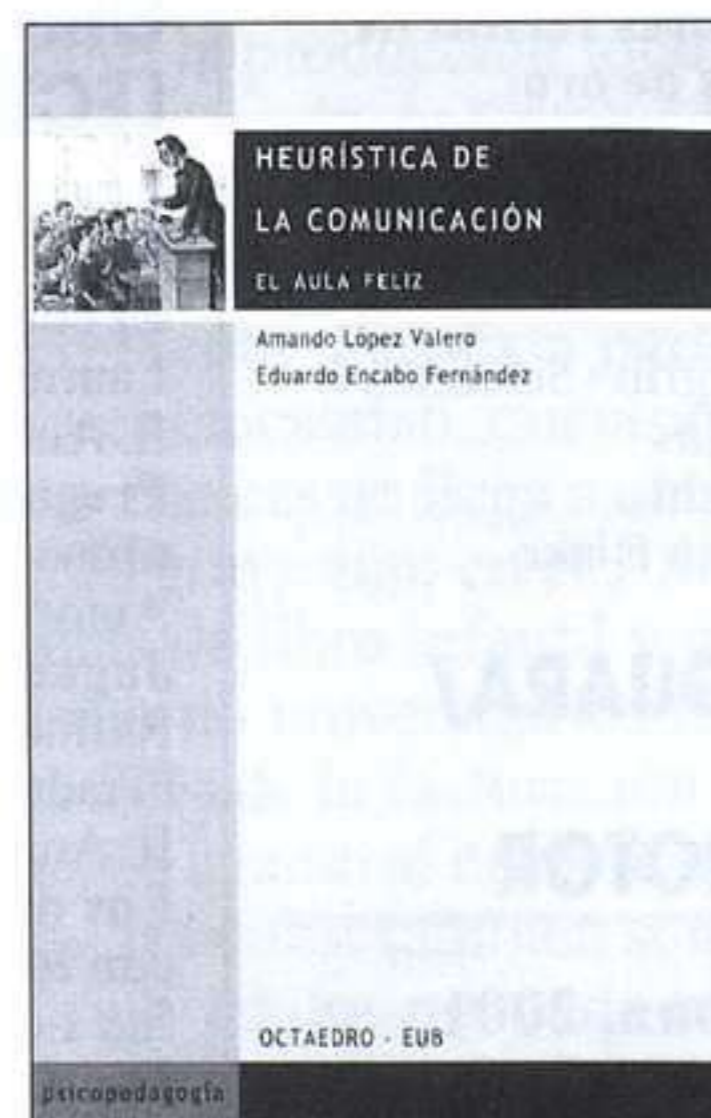 HEURÍSTICA DE
LA COMUNICACIÓN
EL AULA FELIZ
Amando López Valero
Eduardo Encabo Fernández
OCTAEDRO - EUB
psicopedagogía